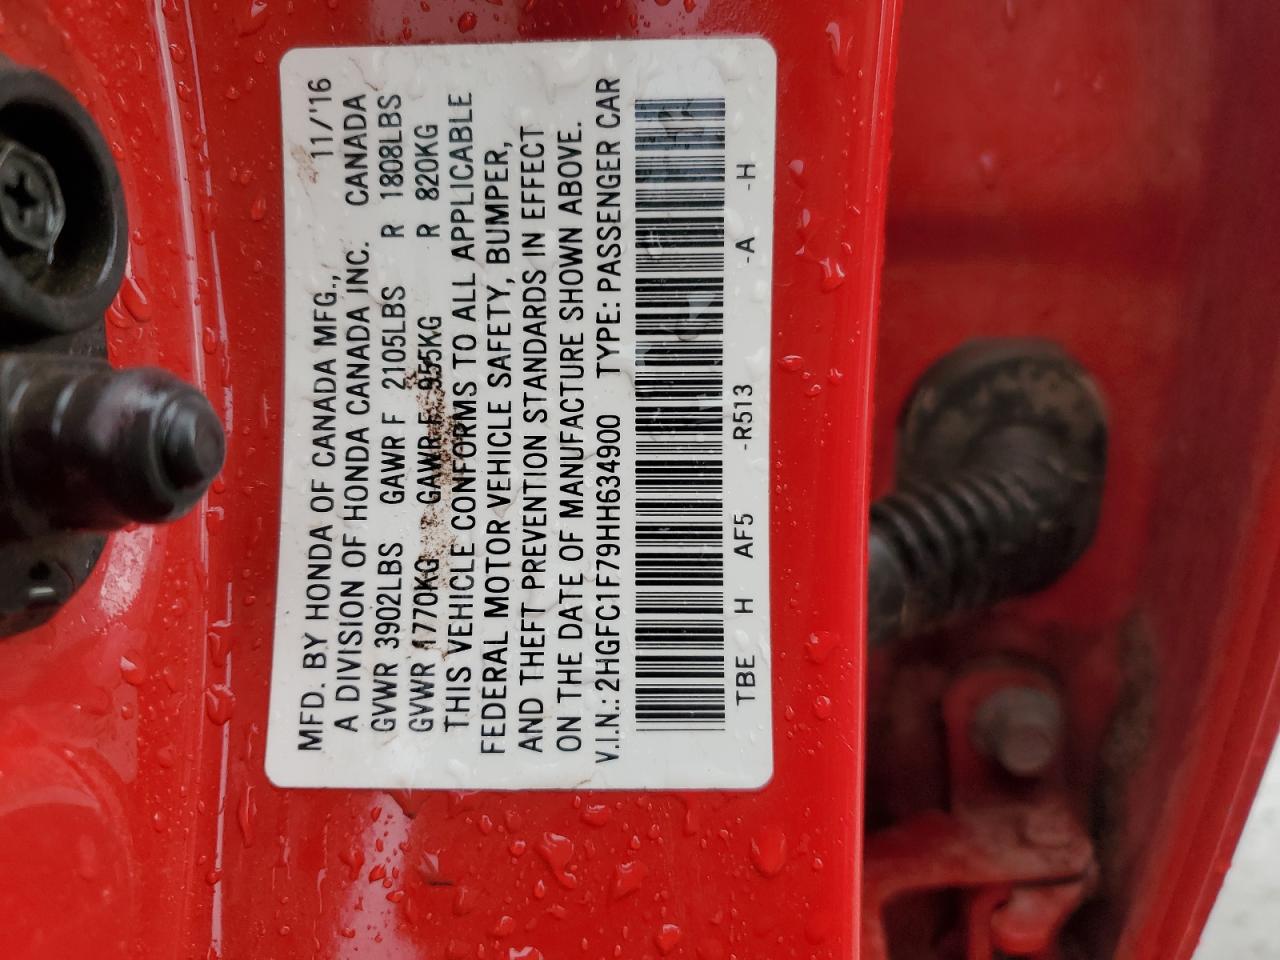 MFD. BY HONDA OF CANADA MFG., 11/'16
A DIVISION OF HONDA CANADA INC. CANADA
GVWR 3902LBS GAWR F 2105LBS R 1808LBS
GVWR 1770KG GAWR F 955KG R 820KG
THIS VEHICLE CONFORMS TO ALL APPLICABLE
FEDERAL MOTOR VEHICLE SAFETY, BUMPER,
AND THEFT PREVENTION STANDARDS IN EFFECT
ON THE DATE OF MANUFACTURE SHOWN ABOVE.
V.I.N.: 2HGFC1F79HH634900 TYPE: PASSENGER CAR
TBE H AF5 -R513 -A -H